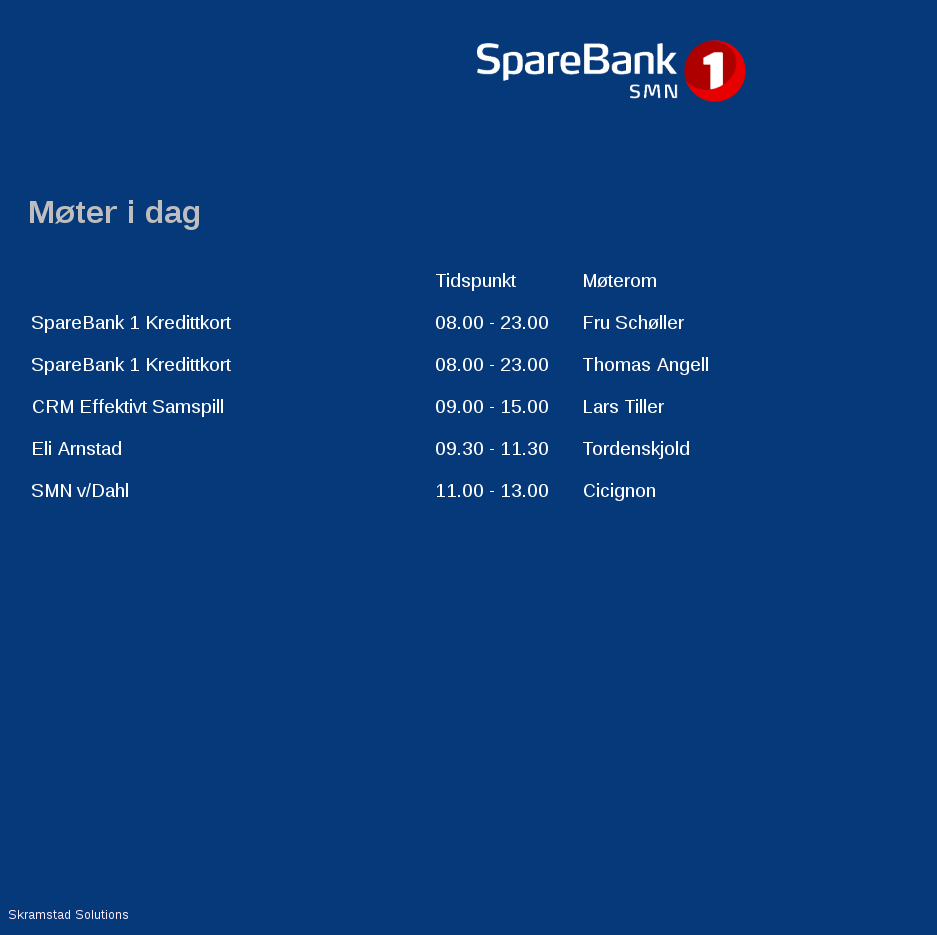 SpareBank 1
SMN
Møter i dag
Tidspunkt Møterom
SpareBank 1 Kredittkort 08.00 - 23.00 Fru Schøller
SpareBank 1 Kredittkort 08.00 - 23.00 Thomas Angell
CRM Effektivt Samspill 09.00 - 15.00 Lars Tiller
Eli Arnstad 09.30 - 11.30 Tordenskjold
SMN v/Dahl 11.00 - 13.00 Cicignon
Skramstad Solutions